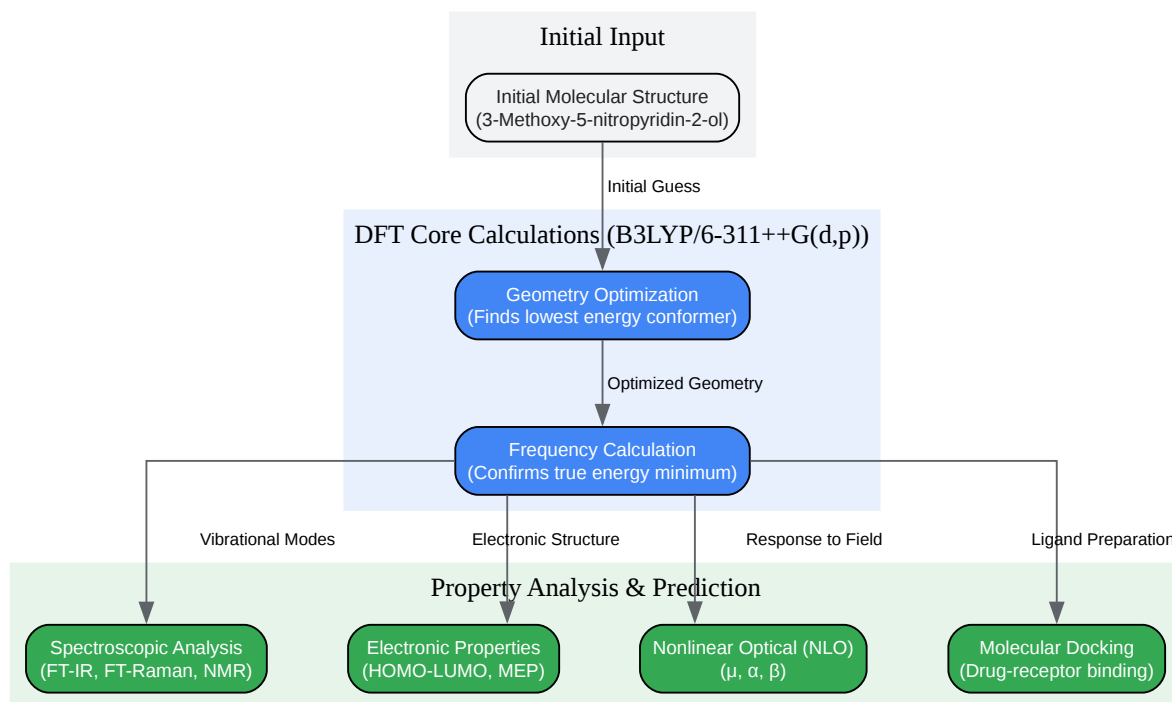 Initial Input
Initial Molecular Structure
(3-Methoxy-5-nitropyridin-2-ol)
Initial Guess
DFT Core Calculations (B3LYP/6-311++G(d,p))
Geometry Optimization
(Finds lowest energy conformer)
Optimized Geometry
Frequency Calculation
(Confirms true energy minimum)
Vibrational Modes
Electronic Structure
Response to Field
Ligand Preparation
Property Analysis & Prediction
Spectroscopic Analysis
(FT-IR, FT-Raman, NMR)
Electronic Properties
(HOMO-LUMO, MEP)
Nonlinear Optical (NLO)
(μ, α, β)
Molecular Docking
(Drug-receptor binding)